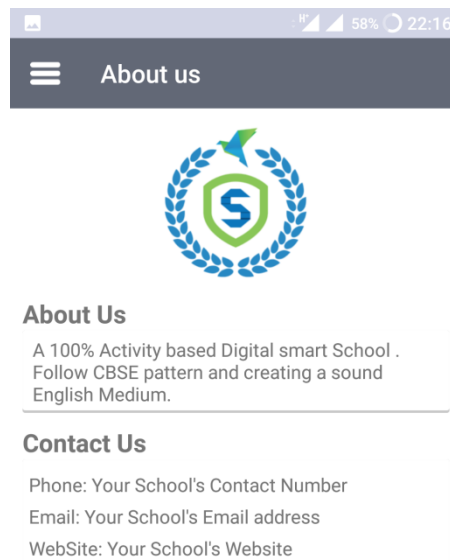 H+ 58% 22:16
About us
S
About Us
A 100% Activity based Digital smart School .
Follow CBSE pattern and creating a sound
English Medium.
Contact Us
Phone: Your School's Contact Number
Email: Your School's Email address
WebSite: Your School's Website